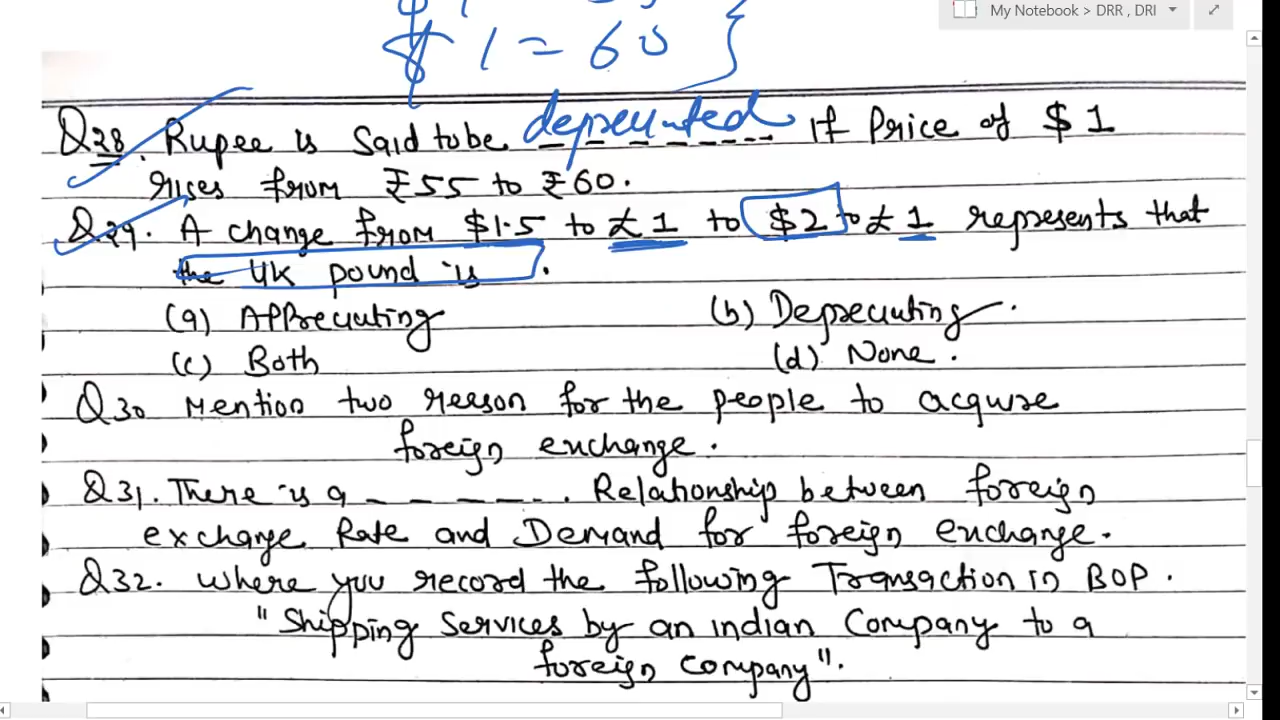 My Notebook > DRR , DRI
$ 1 = 60 }
Q28. Rupee is Said to be depreciated If Price of $ 1
rises from ₹55 to ₹60.
Q29. A change from $1.5 to £1 to $2 to £1 represents that
the UK pound is .
(a) Appreciating (b) Depreciating .
(c) Both (d) None .
Q30 Mention two reeson for the people to acquire
foreign exchange .
Q31. There is a _ _ _ _ _ . Relationship between foreign
exchange Rate and Demand for foreign exchange.
Q32. where you record the following Transaction in BOP .
"Shipping Services by an indian Company to a
foreign company".